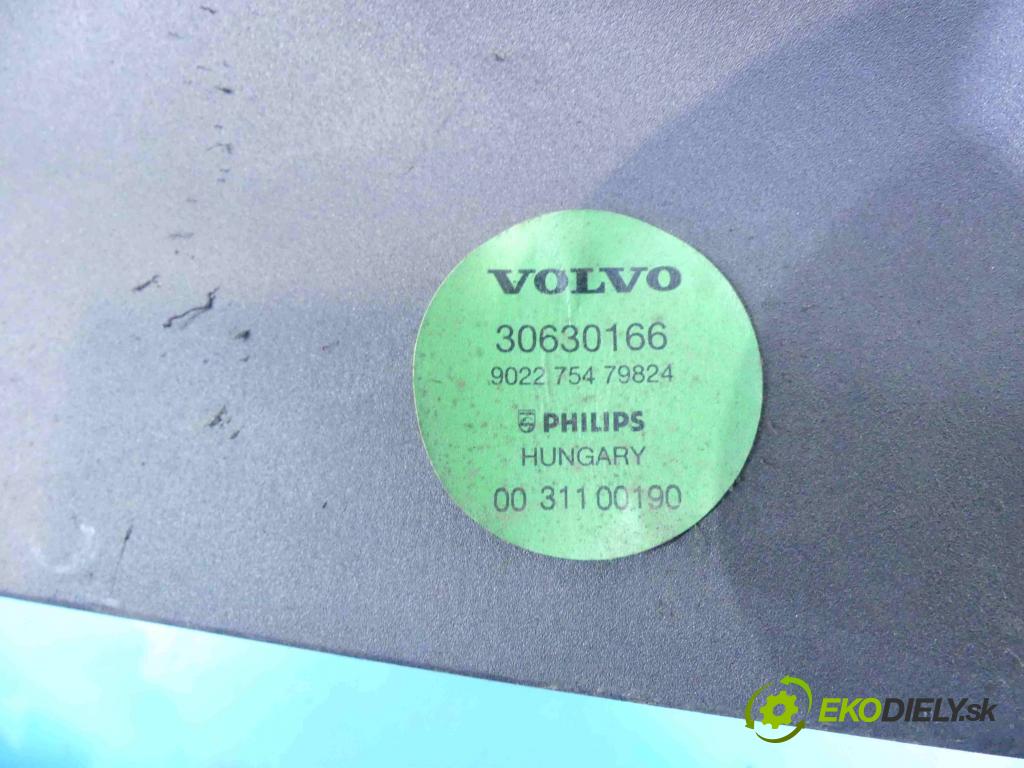 VOLVO
30630166
9022 754 79824
PHILIPS
HUNGARY
00 311 00190
EKODIELY.sk